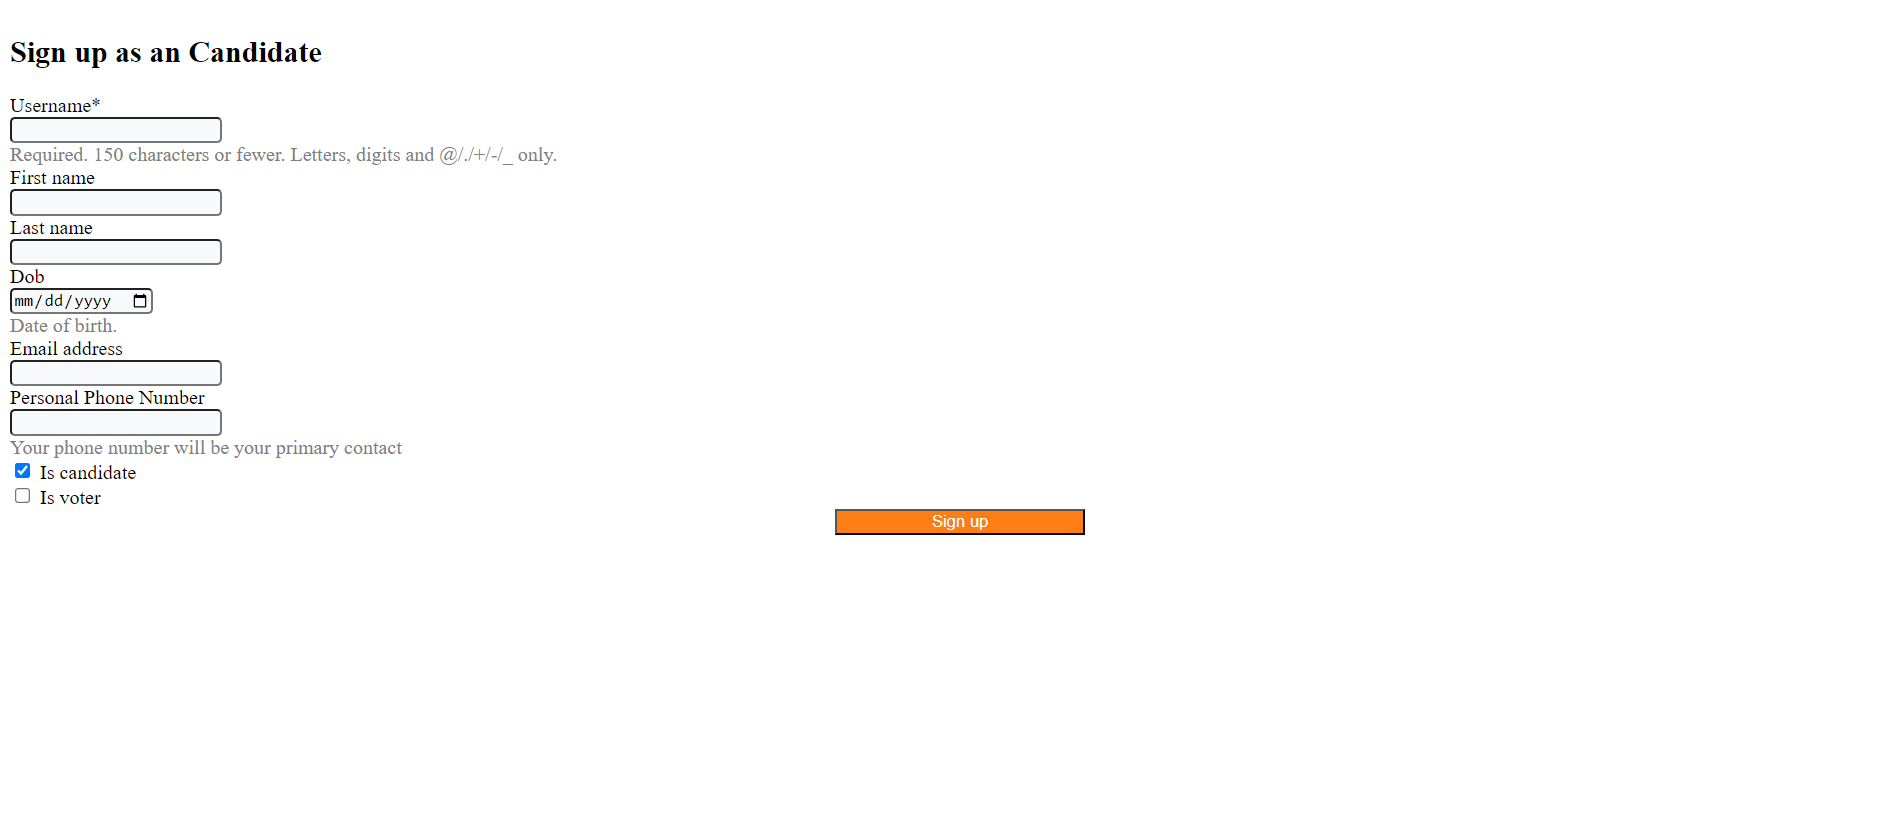 Sign up as an Candidate
Username*
Required. 150 characters or fewer. Letters, digits and @/./+/-/_ only.
First name
Last name
Dob
mm/dd/yyyy
Date of birth.
Email address
Personal Phone Number
Your phone number will be your primary contact
Is candidate
Is voter
Sign up